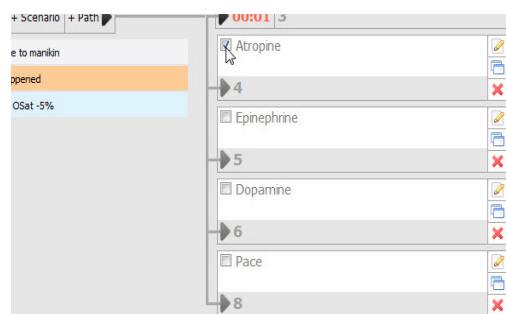 + Scenario + Path
00:01 3
e to manikin
Atropine
ppened
4
OSat -5%
Epinephrine
5
Dopamine
6
Pace
8